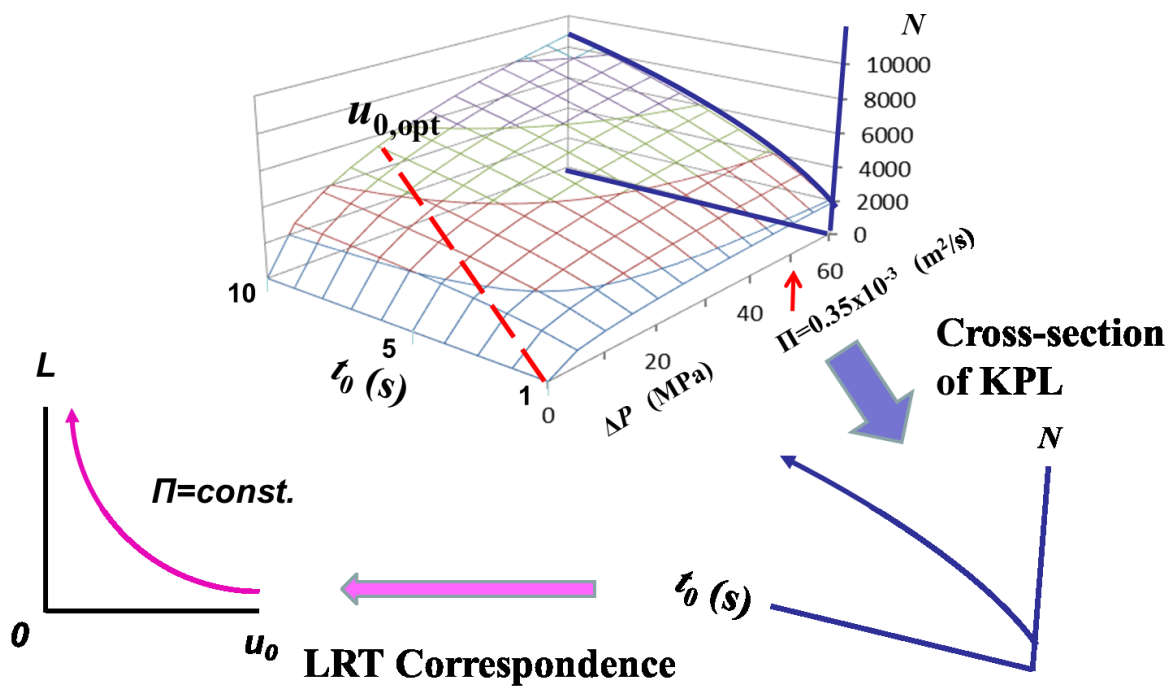 N
10000
8000
6000
4000
2000
0
u0,opt
10
5
1
t0 (s)
0
20
40
60
ΔP (MPa)
Π=0.35x10-3 (m2/s)
Cross-section
of KPL
L
Π=const.
0
u0
N
t0 (s)
LRT Correspondence